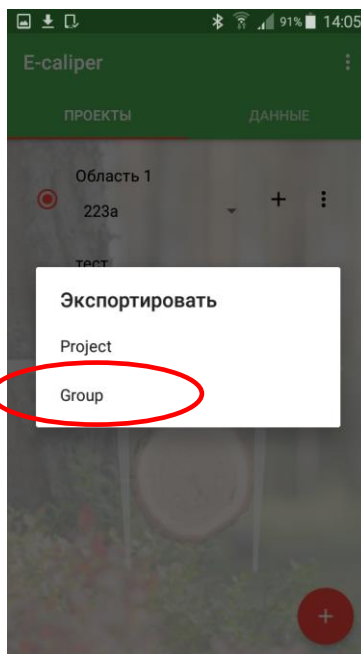 91% 14:05
E-caliper
ПРОЕКТЫ ДАННЫЕ
Область 1
223а
тест
Экспортировать
Project
Group